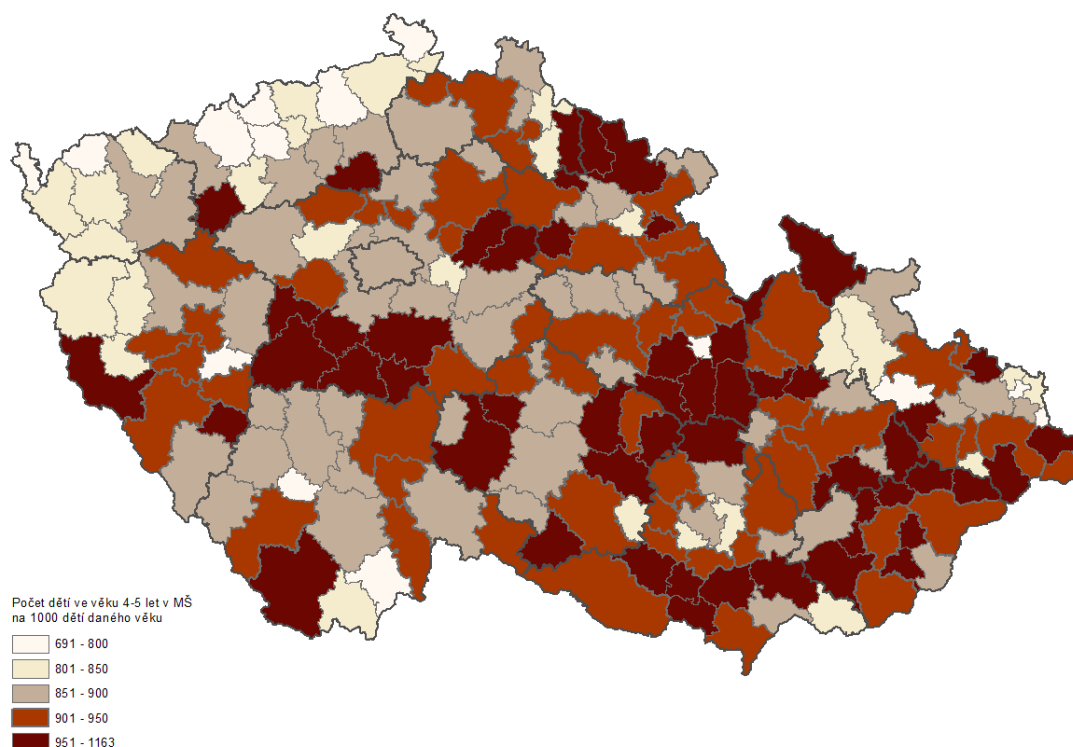 Počet dětí ve věku 4-5 let v MŠ
na 1000 dětí daného věku
691 - 800
801 - 850
851 - 900
901 - 950
951 - 1163